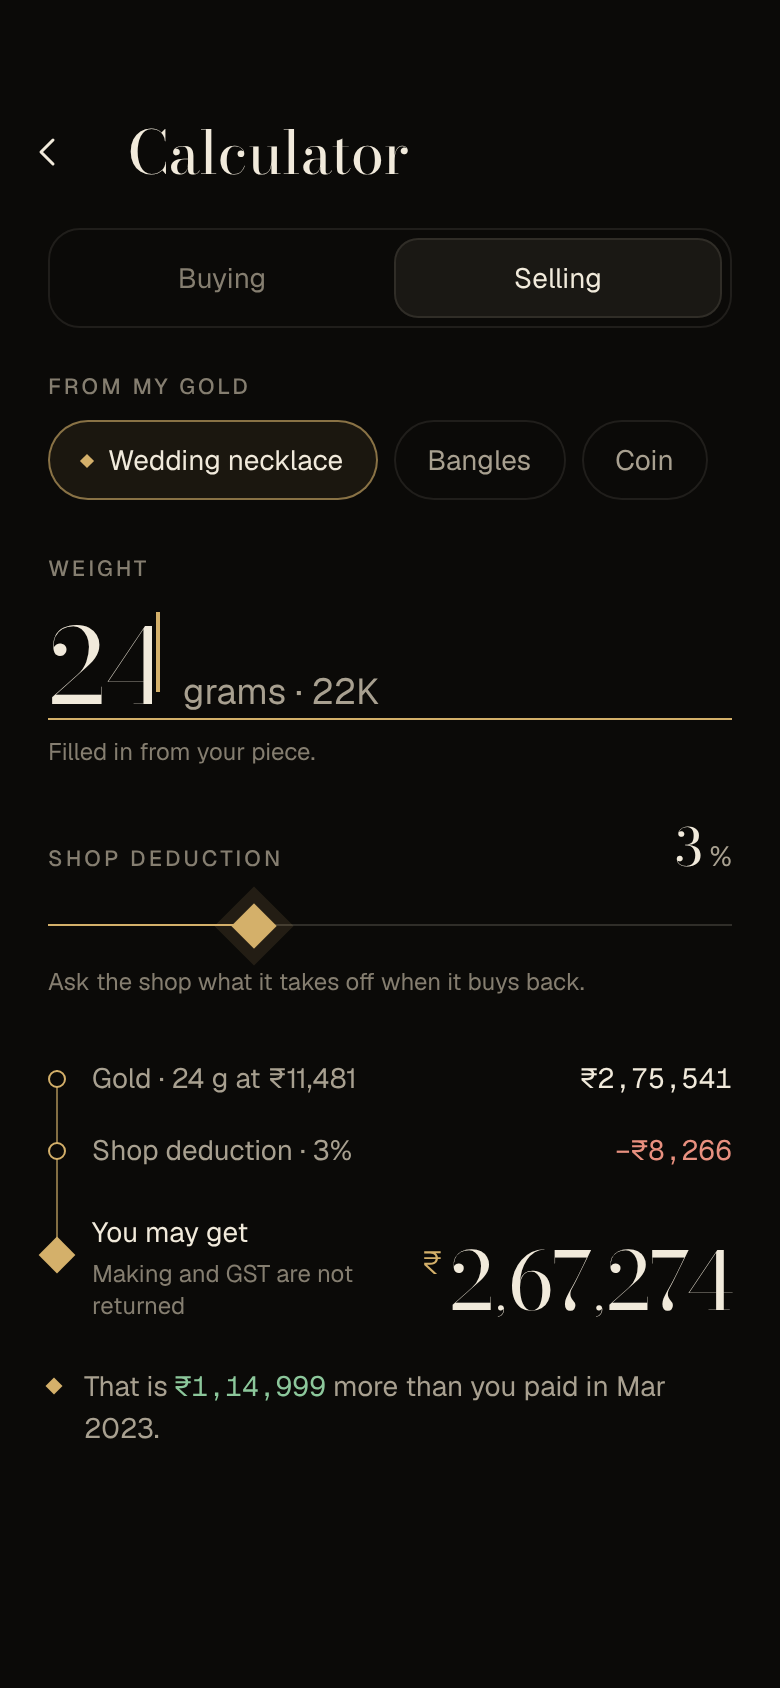 Calculator
Buying
Selling
FROM MY GOLD
Wedding necklace
Bangles
Coin
WEIGHT
24 grams · 22K
Filled in from your piece.
SHOP DEDUCTION
3 %
Ask the shop what it takes off when it buys back.
Gold · 24 g at ₹11,481
₹2,75,541
Shop deduction · 3%
−₹8,266
You may get
Making and GST are not
returned
₹2,67,274
That is ₹1,14,999 more than you paid in Mar
2023.